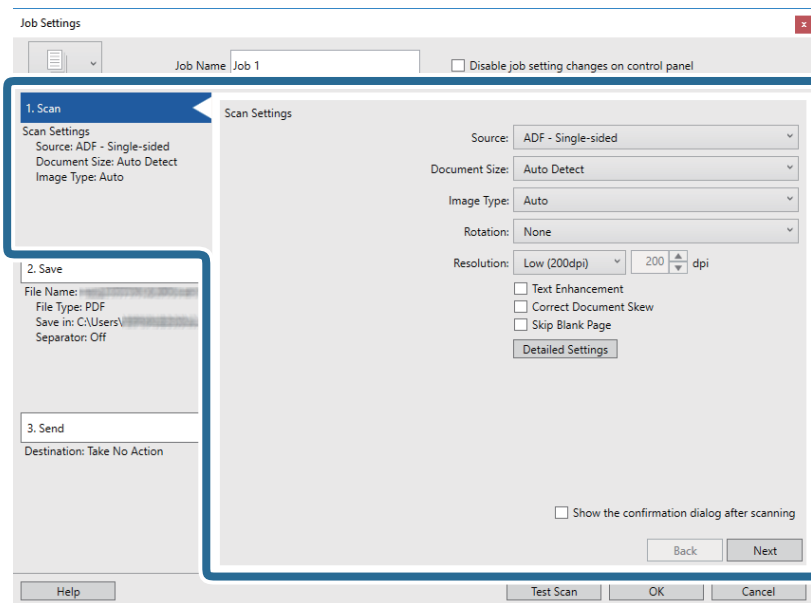 Job Settings
x
Job Name Job 1
Disable job setting changes on control panel
1. Scan
Scan Settings
Source: ADF - Single-sided
Document Size: Auto Detect
Image Type: Auto
2. Save
File Name:
File Type: PDF
Save in: C:\Users\
Separator: Off
3. Send
Destination: Take No Action
Scan Settings
Source: ADF - Single-sided
Document Size: Auto Detect
Image Type: Auto
Rotation: None
Resolution: Low (200dpi) 200 dpi
Text Enhancement
Correct Document Skew
Skip Blank Page
Detailed Settings
Show the confirmation dialog after scanning
Back Next
Help Test Scan OK Cancel